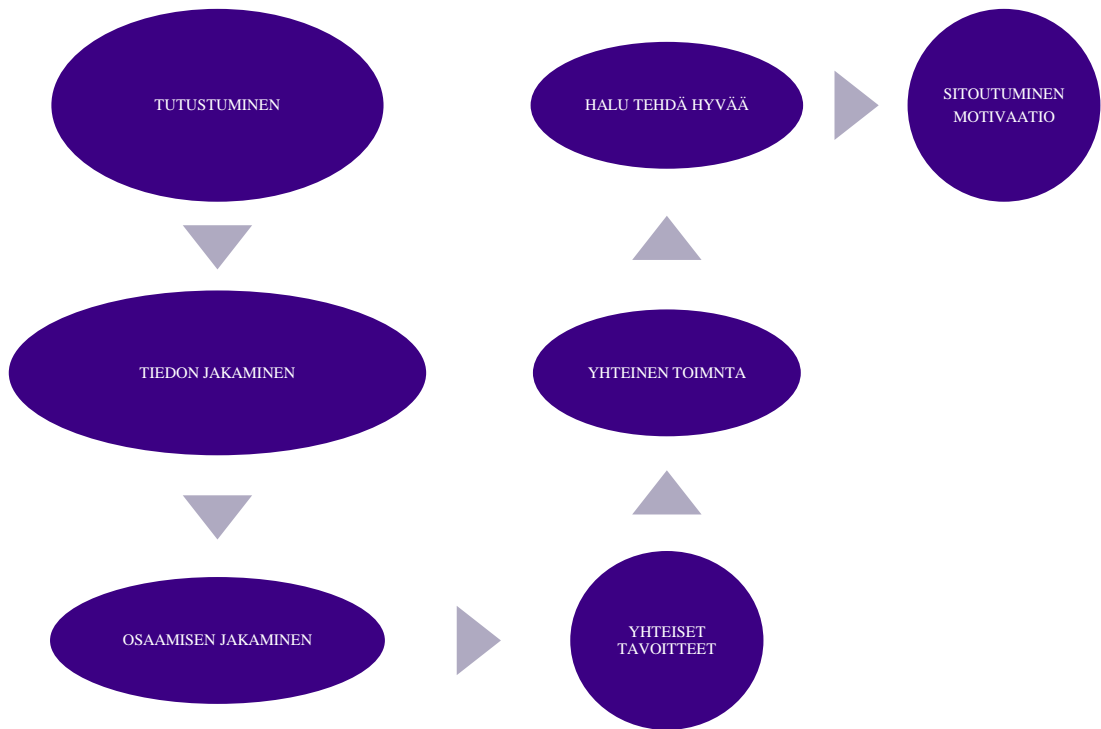 TUTUSTUMINEN
TIEDON JAKAMINEN
OSAAMISEN JAKAMINEN
YHTEISET
TAVOITTEET
YHTEINEN TOIMNTA
HALU TEHDÄ HYVÄÄ
SITOUTUMINEN
MOTIVAATIO